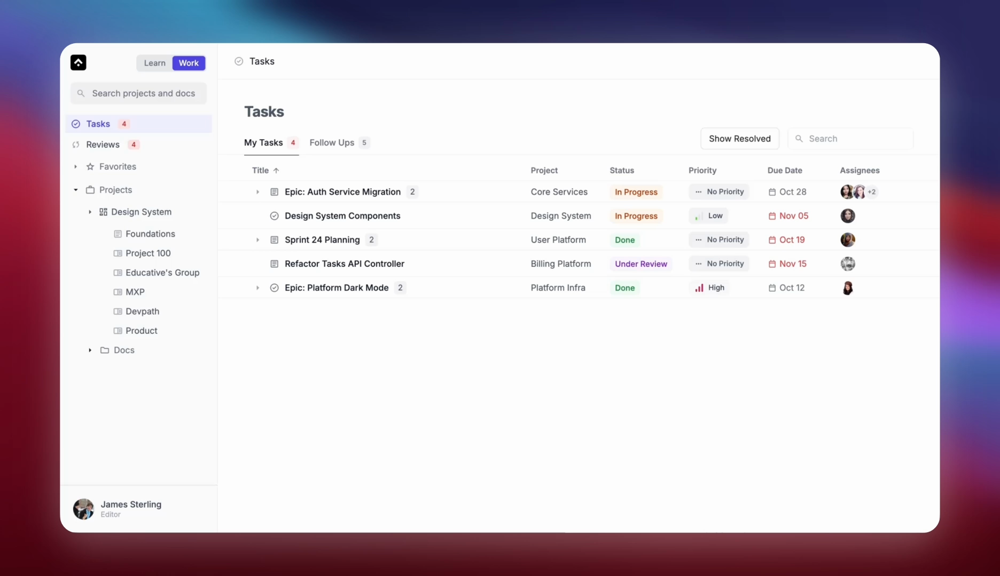 Learn Work
Search projects and docs
Tasks 4
Reviews 4
Favorites
Projects
Design System
Foundations
Project 100
Educative's Group
MXP
Devpath
Product
Docs
James Sterling
Editor
Tasks
Tasks
My Tasks 4 Follow Ups 5
Show Resolved Search
Title Project Status Priority Due Date Assignees
Epic: Auth Service Migration 2 Core Services In Progress No Priority Oct 28 +2
Design System Components Design System In Progress Low Nov 05
Sprint 24 Planning 2 User Platform Done No Priority Oct 19
Refactor Tasks API Controller Billing Platform Under Review No Priority Nov 15
Epic: Platform Dark Mode 2 Platform Infra Done High Oct 12